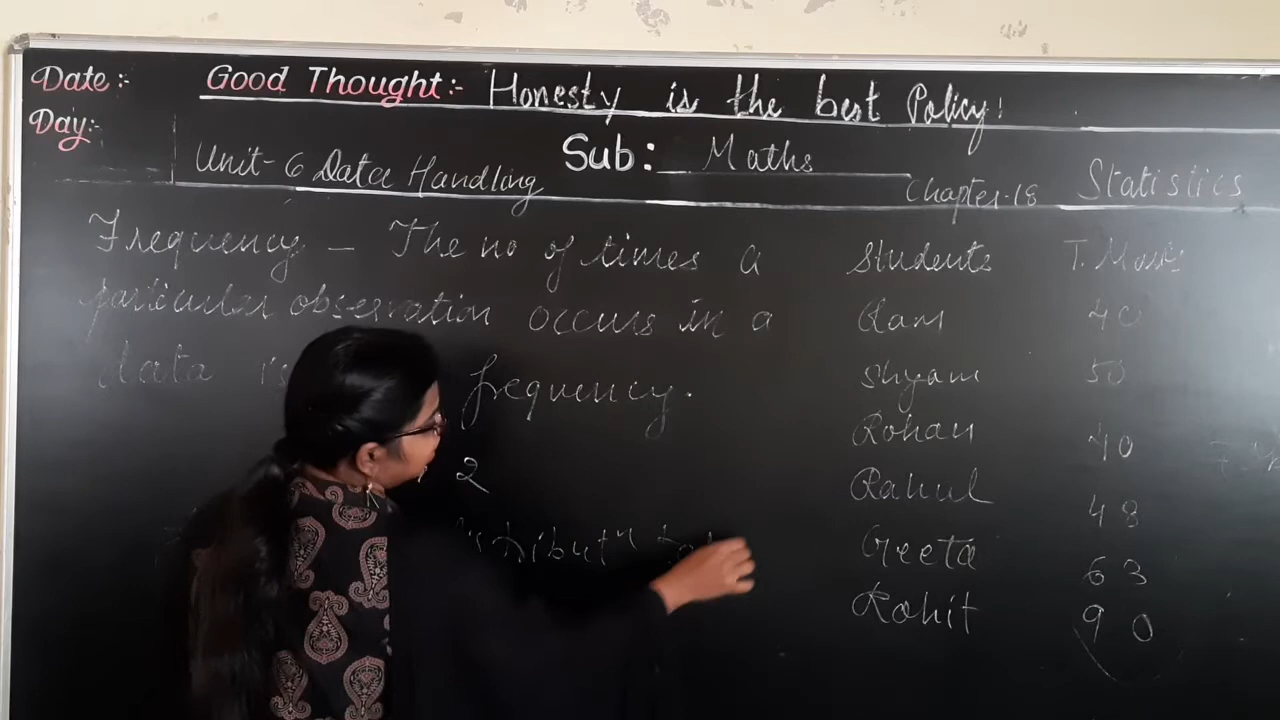 Date:-
Good Thought:- Honesty is the best Policy!
Day:-
Sub: Maths
Unit-6 Data Handling
Chapter-18 Statistics
Frequency - The no of times a
particular observation occurs in a
data is frequency.
2
Students T. Marks
Ram 40
Shyam 50
Rohan 40
Rahul 48
Geeta 63
Rohit 90